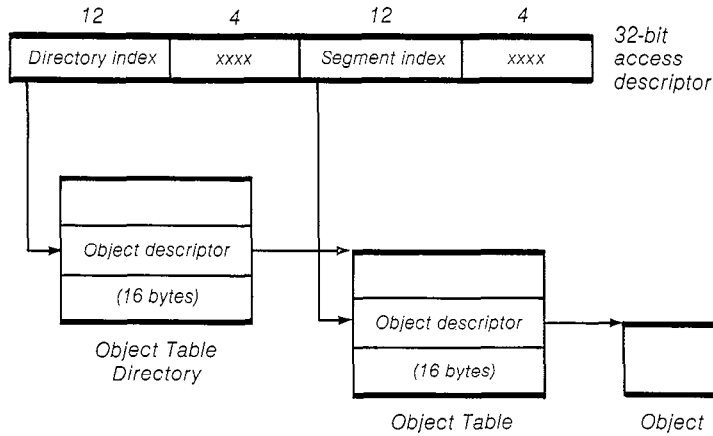 12 4 12 4
Directory index xxxx Segment index xxxx
32-bit
access
descriptor
Object descriptor
(16 bytes)
Object Table
Directory
Object descriptor
(16 bytes)
Object Table
Object